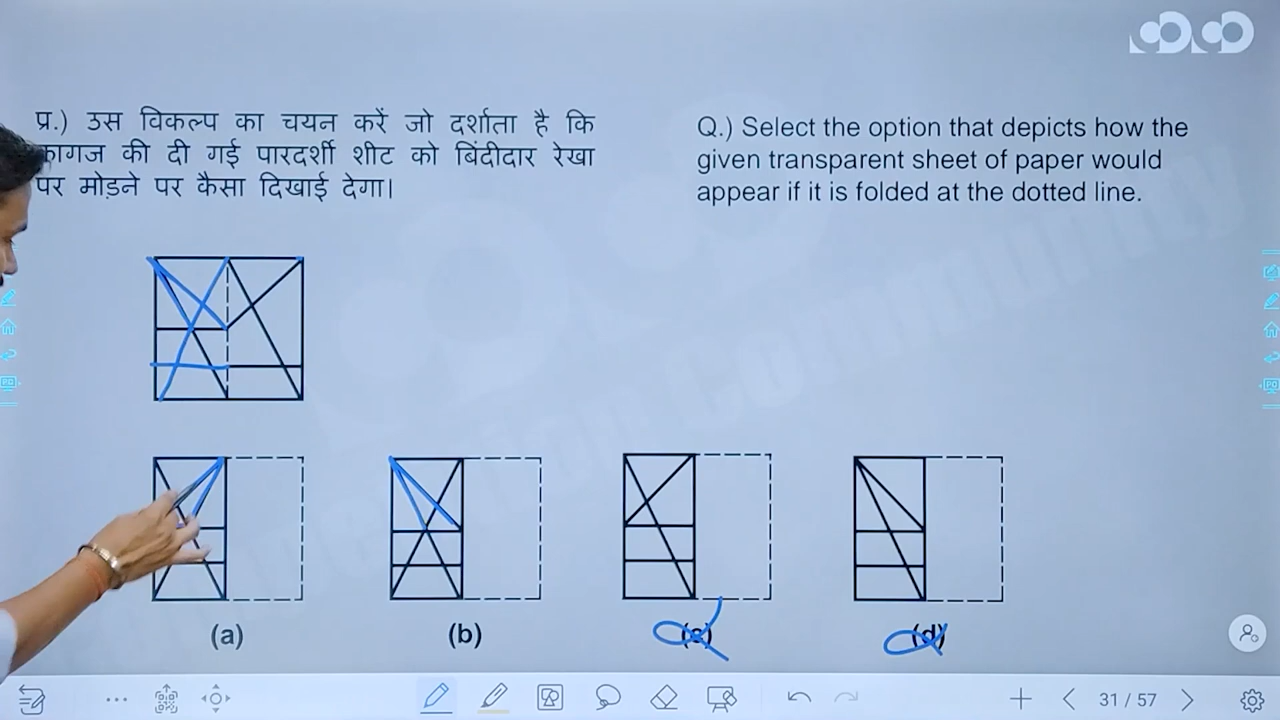 प्र.) उस विकल्प का चयन करें जो दर्शाता है कि
कागज की दी गई पारदर्शी शीट को बिंदीदार रेखा
पर मोड़ने पर कैसा दिखाई देगा।
Q.) Select the option that depicts how the
given transparent sheet of paper would
appear if it is folded at the dotted line.
(a)
(b)
(c)
(d)
31 / 57